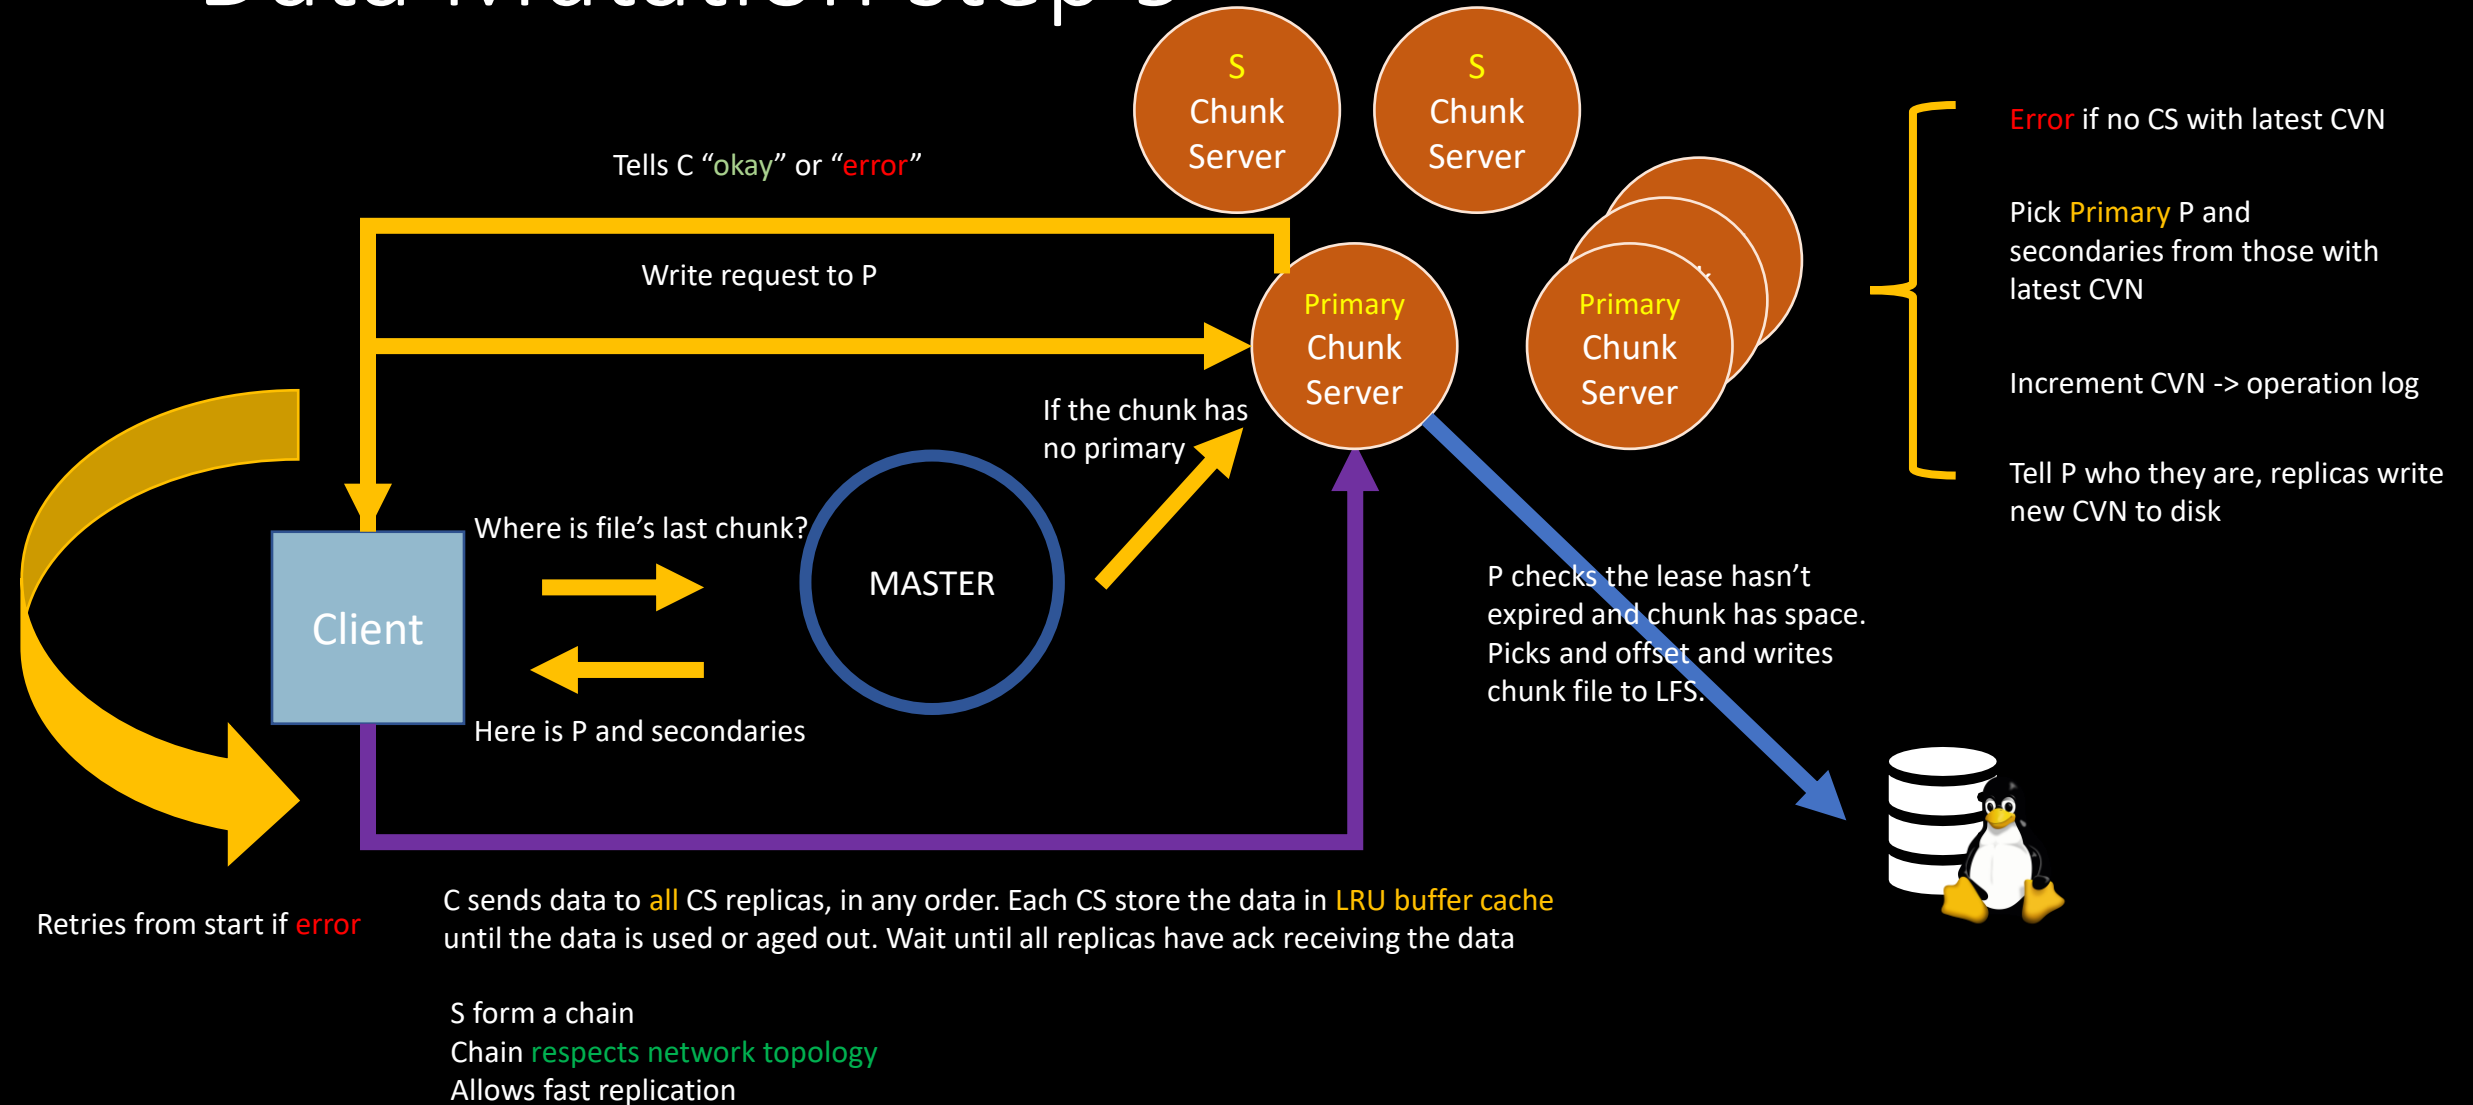 Data Mutation Step 3
S
Chunk
Server
S
Chunk
Server
Tells C “okay” or “error”
Write request to P
Primary
Chunk
Server
Primary
Chunk
Server
Error if no CS with latest CVN
Pick Primary P and
secondaries from those with
latest CVN
Increment CVN -> operation log
Tell P who they are, replicas write
new CVN to disk
If the chunk has
no primary
Where is file’s last chunk?
MASTER
Client
Here is P and secondaries
P checks the lease hasn’t
expired and chunk has space.
Picks and offset and writes
chunk file to LFS.
Retries from start if error
C sends data to all CS replicas, in any order. Each CS store the data in LRU buffer cache
until the data is used or aged out. Wait until all replicas have ack receiving the data
S form a chain
Chain respects network topology
Allows fast replication